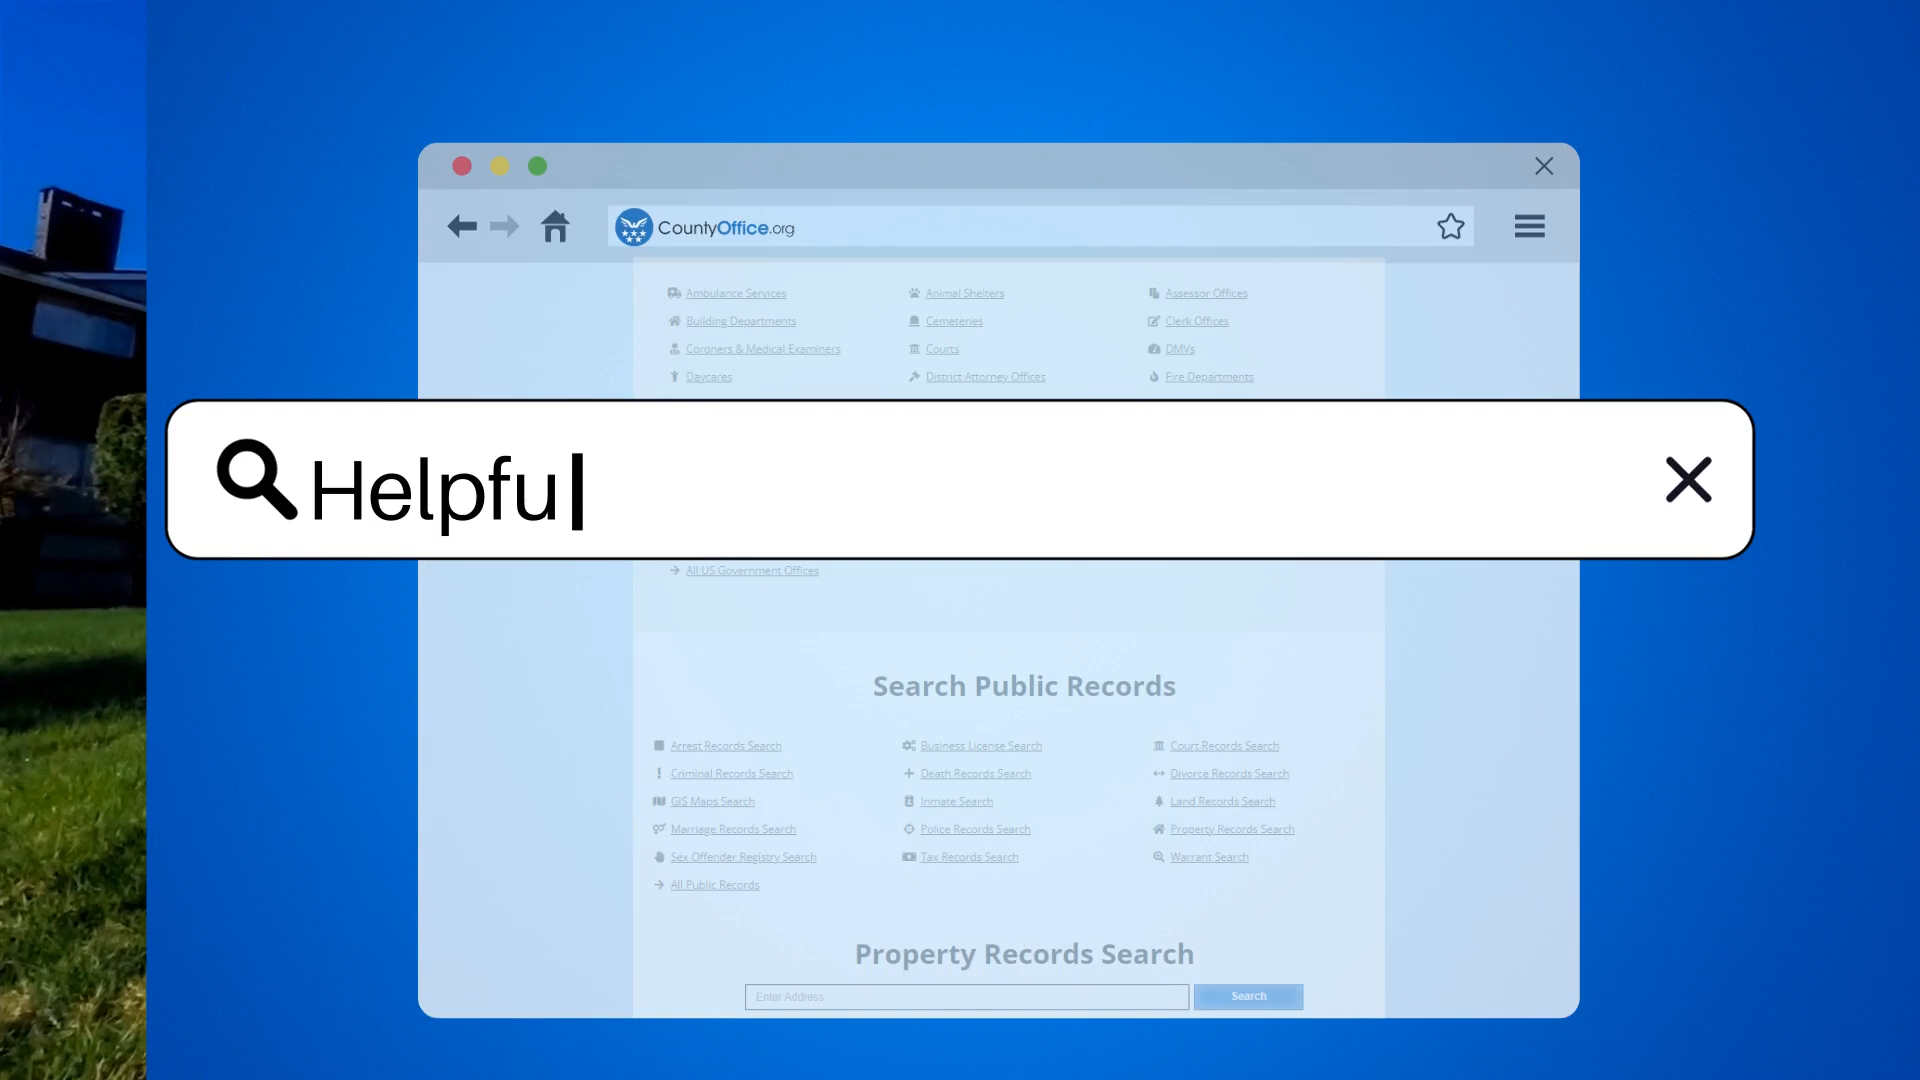 CountyOffice.org
Ambulance Services Animal Shelters Assessor Offices
Building Departments Cemeteries Clerk Offices
Coroners & Medical Examiners Courts DMVs
Daycares District Attorney Offices Fire Departments
Helpfu
All US Government Offices
Search Public Records
Arrest Records Search Business License Search Court Records Search
Criminal Records Search Death Records Search Divorce Records Search
GIS Maps Search Inmate Search Land Records Search
Marriage Records Search Police Records Search Property Records Search
Sex Offender Registry Search Tax Records Search Warrant Search
All Public Records
Property Records Search
Enter Address Search